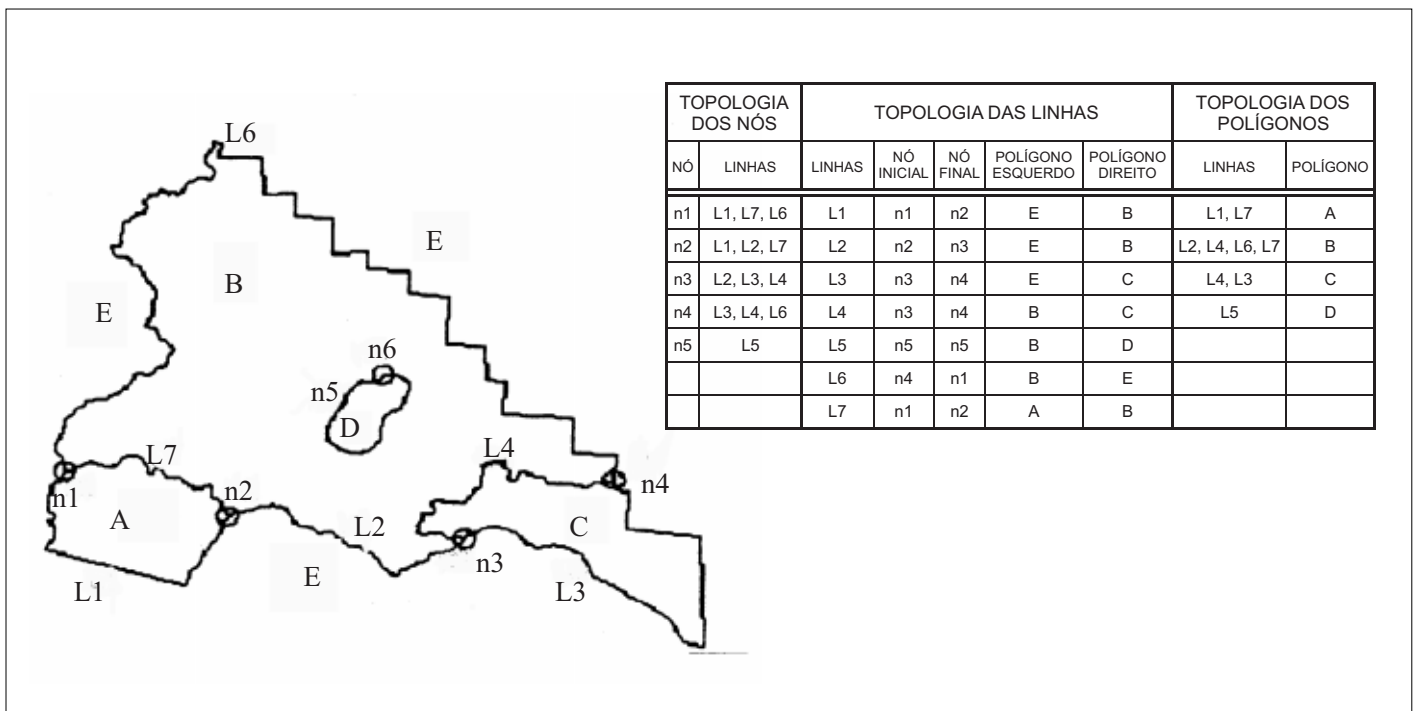 L6
E
B
E
n6
n5
D
L7
L4
n1
n2
n4
A
L2
C
n3
E
L1
L3
TOPOLOGIA DOS NÓS TOPOLOGIA DAS LINHAS TOPOLOGIA DOS POLÍGONOS
NÓ LINHAS LINHAS NÓ INICIAL NÓ FINAL POLÍGONO ESQUERDO POLÍGONO DIREITO LINHAS POLÍGONO
n1 L1, L7, L6 L1 n1 n2 E B L1, L7 A
n2 L1, L2, L7 L2 n2 n3 E B L2, L4, L6, L7 B
n3 L2, L3, L4 L3 n3 n4 E C L4, L3 C
n4 L3, L4, L6 L4 n3 n4 B C L5 D
n5 L5 L5 n5 n5 B D
L6 n4 n1 B E
L7 n1 n2 A B